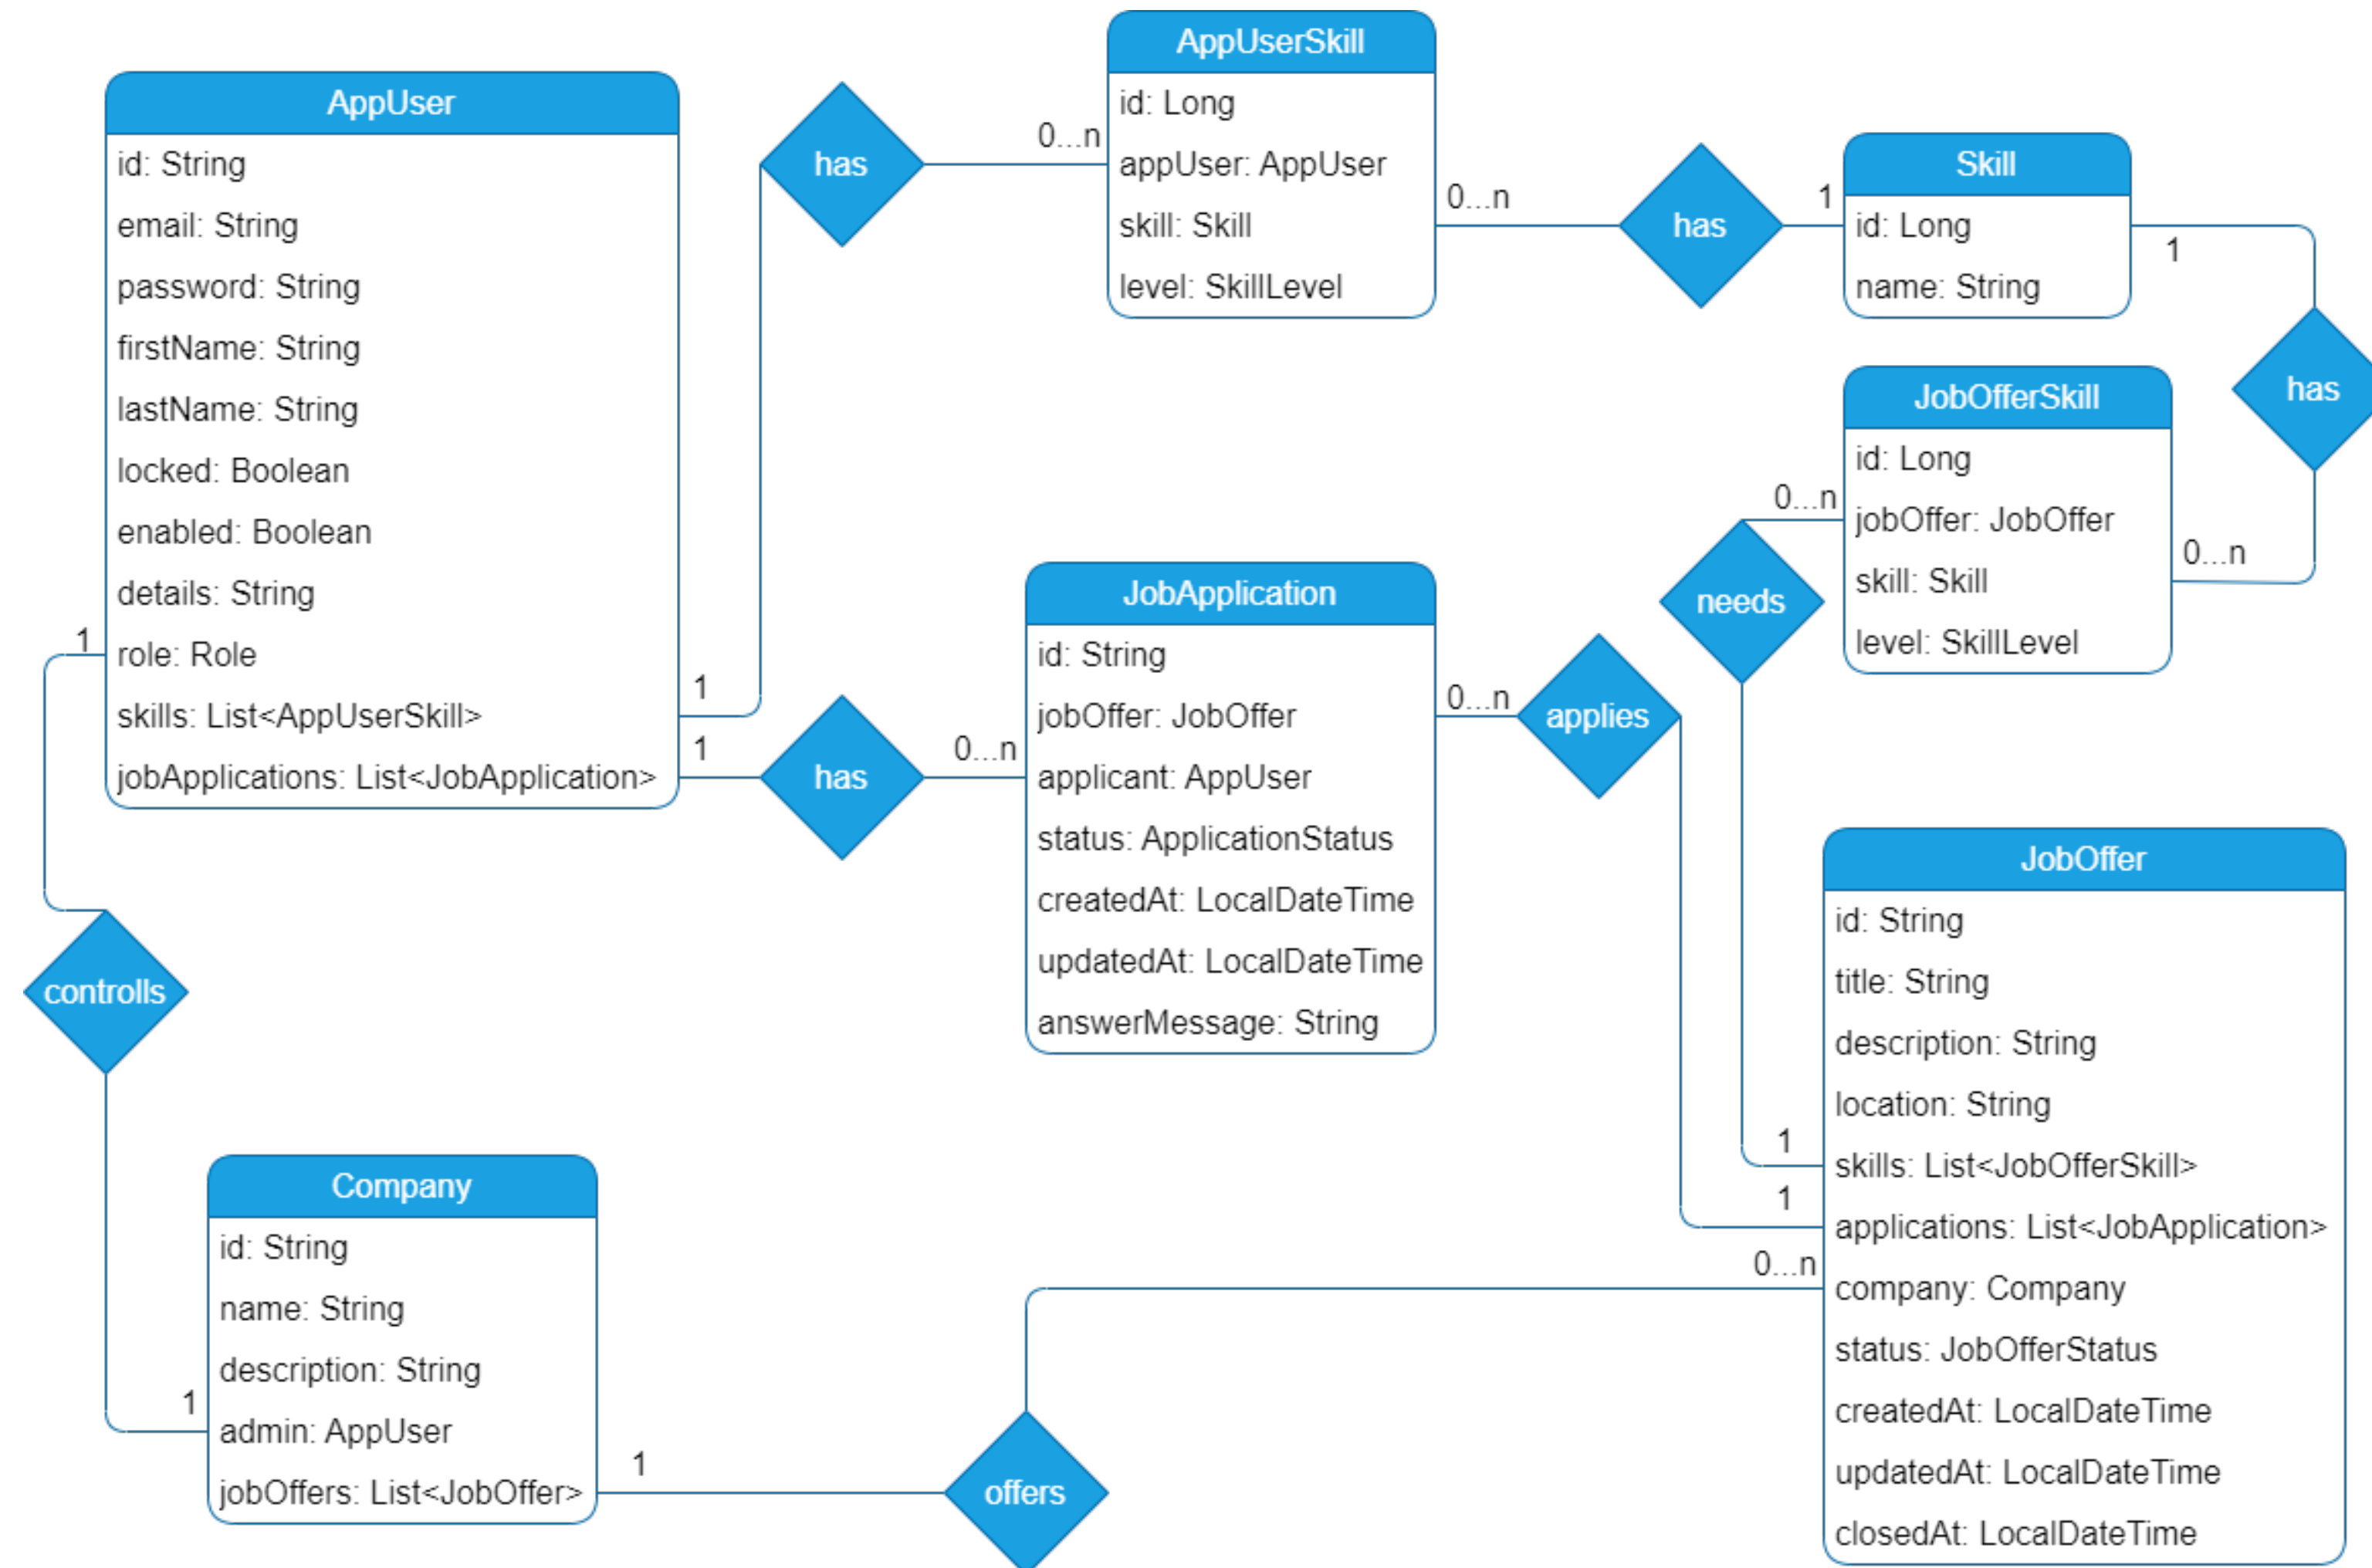 AppUser
id: String
email: String
password: String
firstName: String
lastName: String
locked: Boolean
enabled: Boolean
details: String
role: Role
skills: List<AppUserSkill>
jobApplications: List<JobApplication>
1
1
1
has
0...n
AppUserSkill
id: Long
appUser: AppUser
skill: Skill
level: SkillLevel
0...n
has
1
Skill
id: Long
name: String
1
has
0...n
JobOfferSkill
id: Long
jobOffer: JobOffer
skill: Skill
level: SkillLevel
0...n
needs
1
has
0...n
JobApplication
id: String
jobOffer: JobOffer
applicant: AppUser
status: ApplicationStatus
createdAt: LocalDateTime
updatedAt: LocalDateTime
answerMessage: String
0...n
applies
1
JobOffer
id: String
title: String
description: String
location: String
skills: List<JobOfferSkill>
applications: List<JobApplication>
company: Company
status: JobOfferStatus
createdAt: LocalDateTime
updatedAt: LocalDateTime
closedAt: LocalDateTime
0...n
controlls
1
Company
id: String
name: String
description: String
admin: AppUser
jobOffers: List<JobOffer>
1
offers